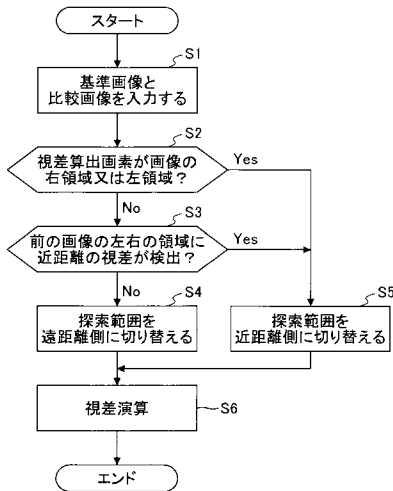 スタート
S1
基準画像と
比較画像を入力する
S2
視差算出画素が画像の
右領域又は左領域？
Yes
No
S3
前の画像の左右の領域に
近距離の視差が検出？
Yes
No
S4
探索範囲を
遠距離側に切り替える
S5
探索範囲を
近距離側に切り替える
視差演算
S6
エンド